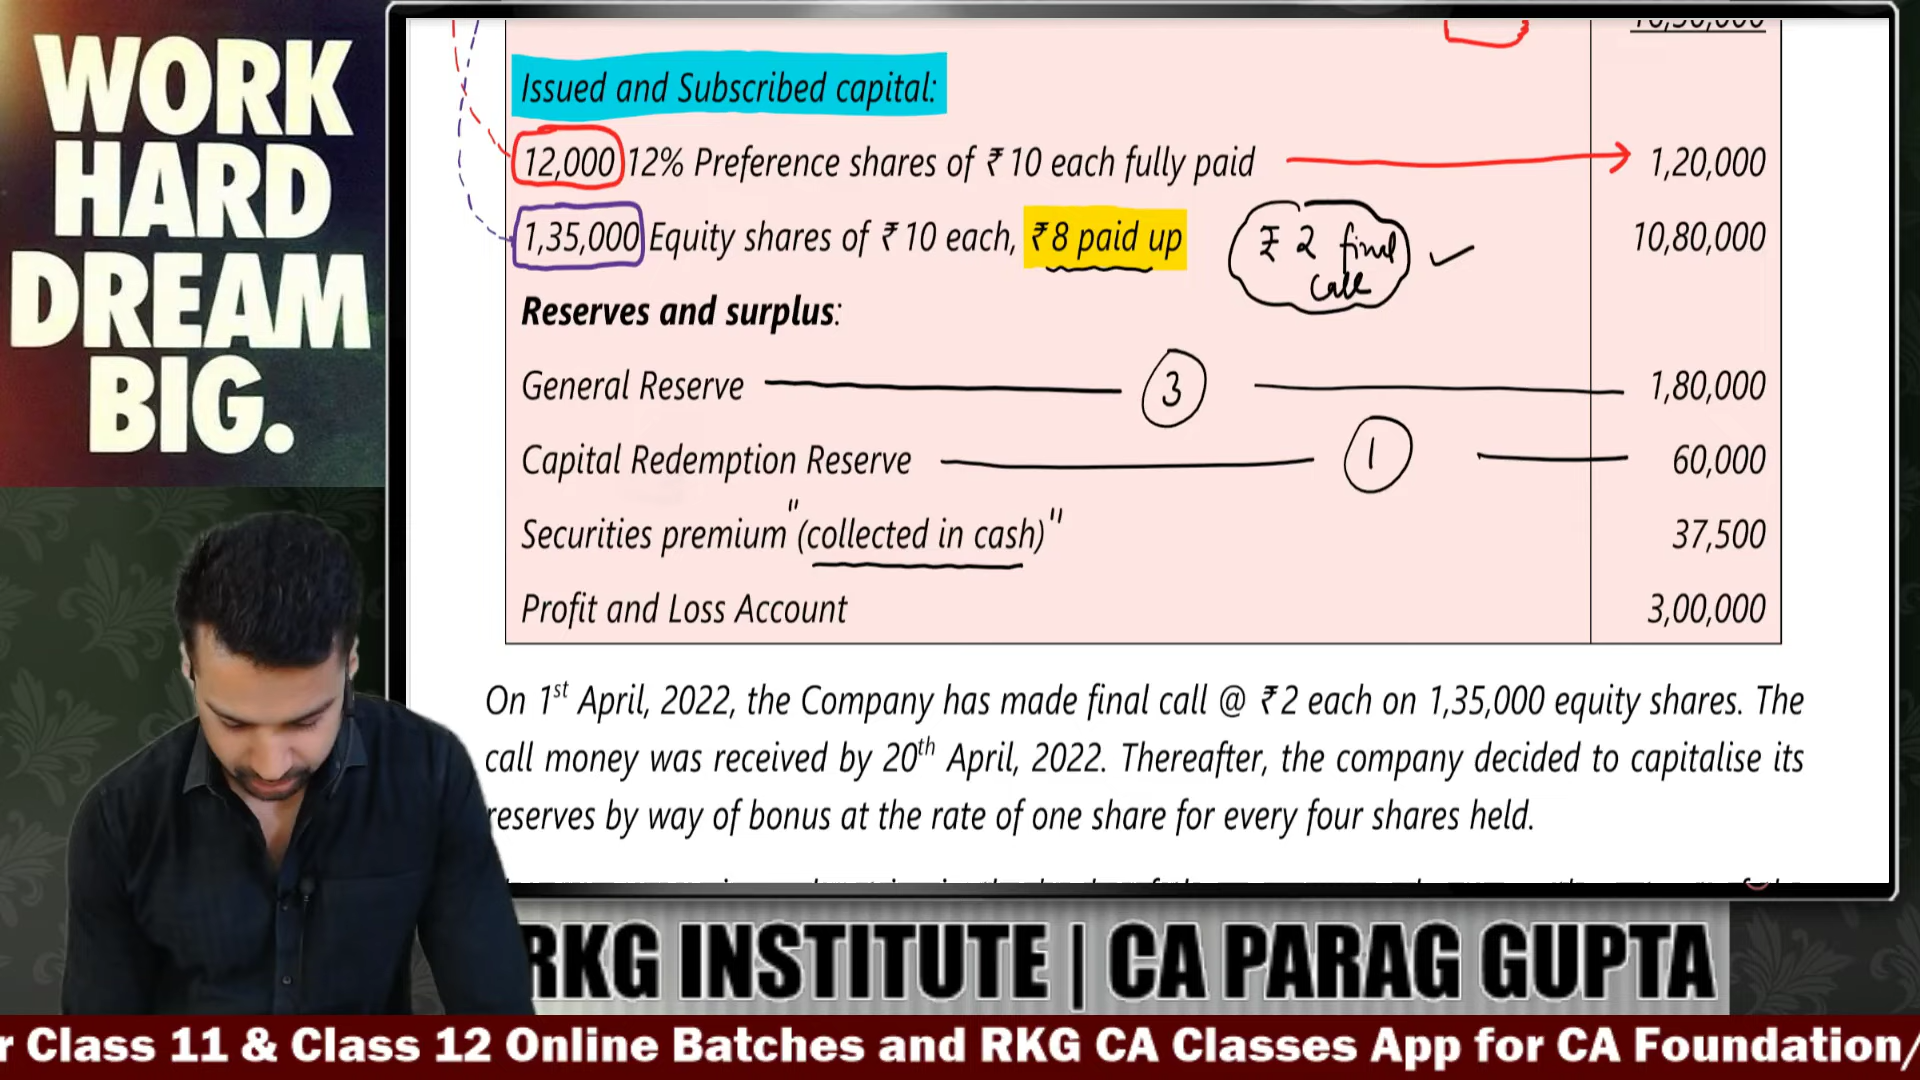 WORK
HARD
DREAM
BIG.
Issued and Subscribed capital:
12,000 12% Preference shares of ₹ 10 each fully paid 1,20,000
1,35,000 Equity shares of ₹ 10 each, ₹ 8 paid up ₹ 2 final call 10,80,000
Reserves and surplus:
General Reserve 3 1,80,000
Capital Redemption Reserve 1 60,000
Securities premium "(collected in cash)" 37,500
Profit and Loss Account 3,00,000
On 1st April, 2022, the Company has made final call @ ₹ 2 each on 1,35,000 equity shares. The
call money was received by 20th April, 2022. Thereafter, the company decided to capitalise its
reserves by way of bonus at the rate of one share for every four shares held.
RKG INSTITUTE | CA PARAG GUPTA
r Class 11 & Class 12 Online Batches and RKG CA Classes App for CA Foundation/